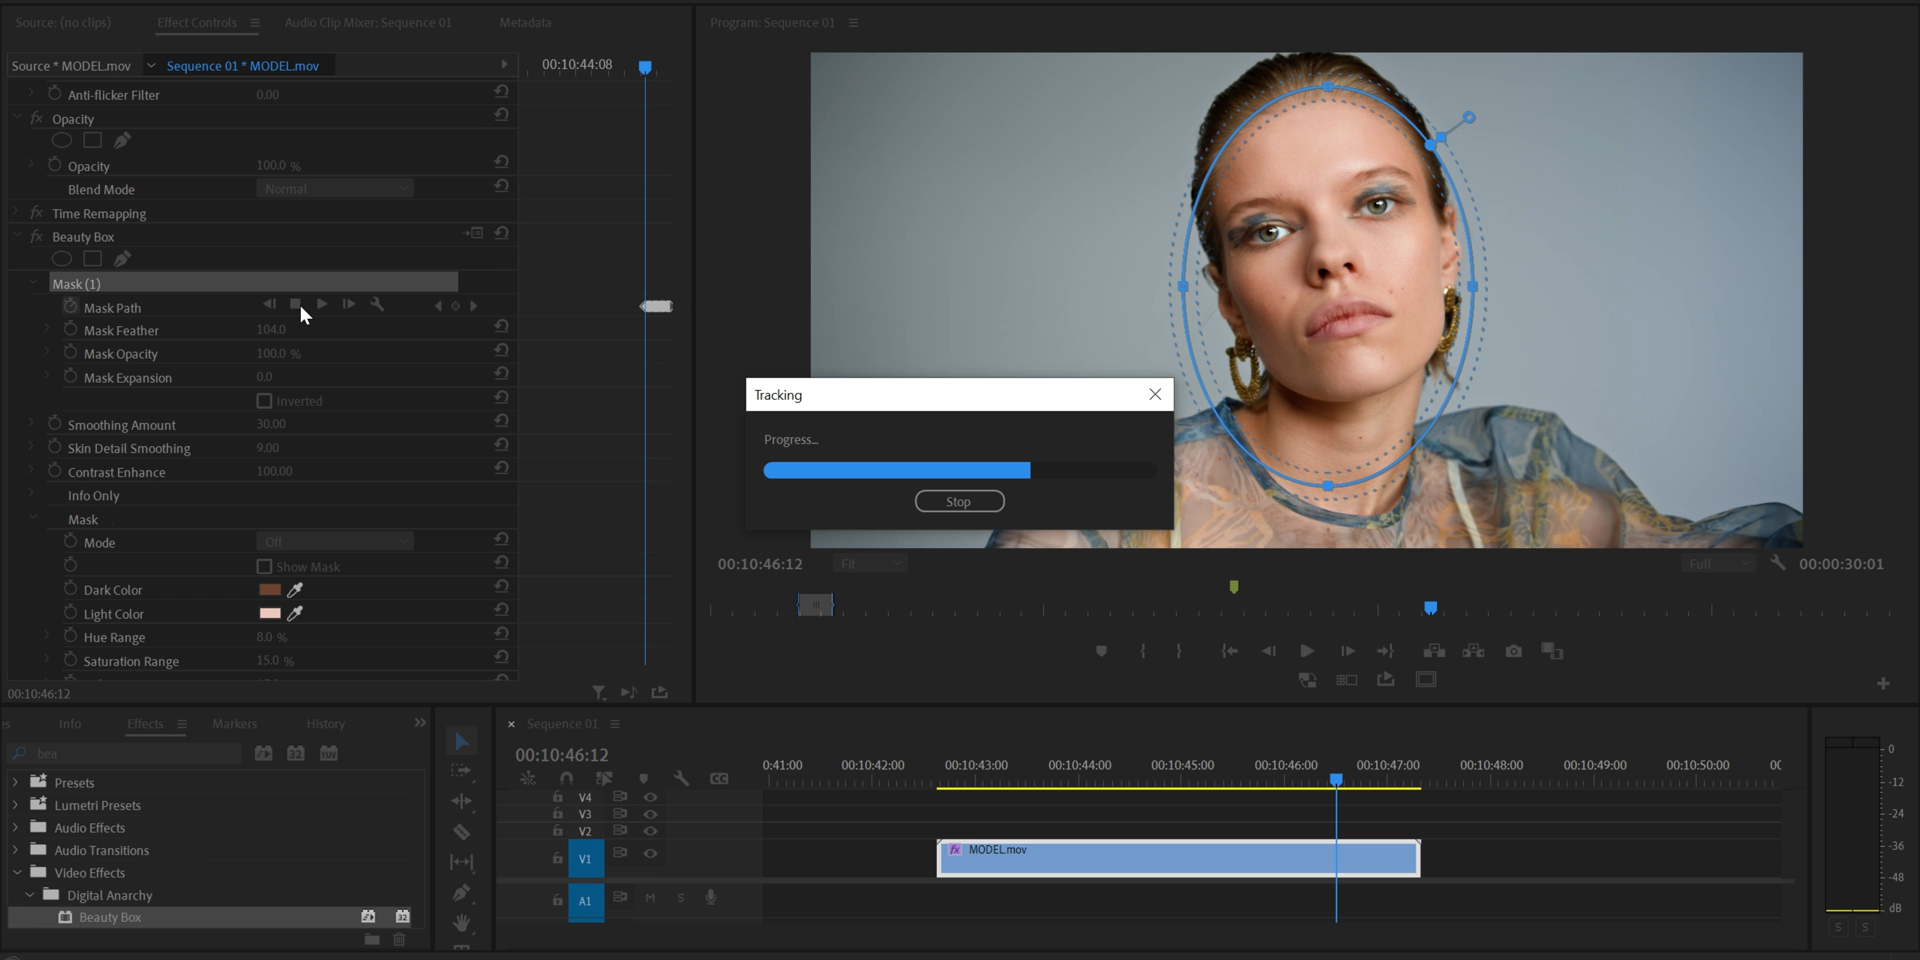 Source: (no clips)
Effect Controls
Audio Clip Mixer: Sequence 01
Metadata
Source * MODEL.mov
Sequence 01 * MODEL.mov
00:10:44:08
Anti-flicker Filter 0.00
fx Opacity
Opacity 100.0 %
Blend Mode Normal
fx Time Remapping
fx Beauty Box
Mask (1)
Mask Path
Mask Feather 104.0
Mask Opacity 100.0 %
Mask Expansion 0.0
Inverted
Smoothing Amount 30.00
Skin Detail Smoothing 9.00
Contrast Enhance 100.00
Info Only
Mask
Mode Off
Show Mask
Dark Color
Light Color
Hue Range 8.0 %
Saturation Range 15.0 %
00:10:46:12
Program: Sequence 01
Tracking
Progress...
Stop
00:10:46:12
Fit
Full
00:00:30:01
Info
Effects
Markers
History
bea
32
YUV
Presets
Lumetri Presets
Audio Effects
Audio Transitions
Video Effects
Digital Anarchy
Beauty Box
32
Sequence 01
00:10:46:12
0:41:00 00:10:42:00 00:10:43:00 00:10:44:00 00:10:45:00 00:10:46:00 00:10:47:00 00:10:48:00 00:10:49:00 00:10:50:00
CC
V4
V3
V2
V1
fx MODEL.mov
A1 M S
0
-12
-24
-36
-48
dB
S S